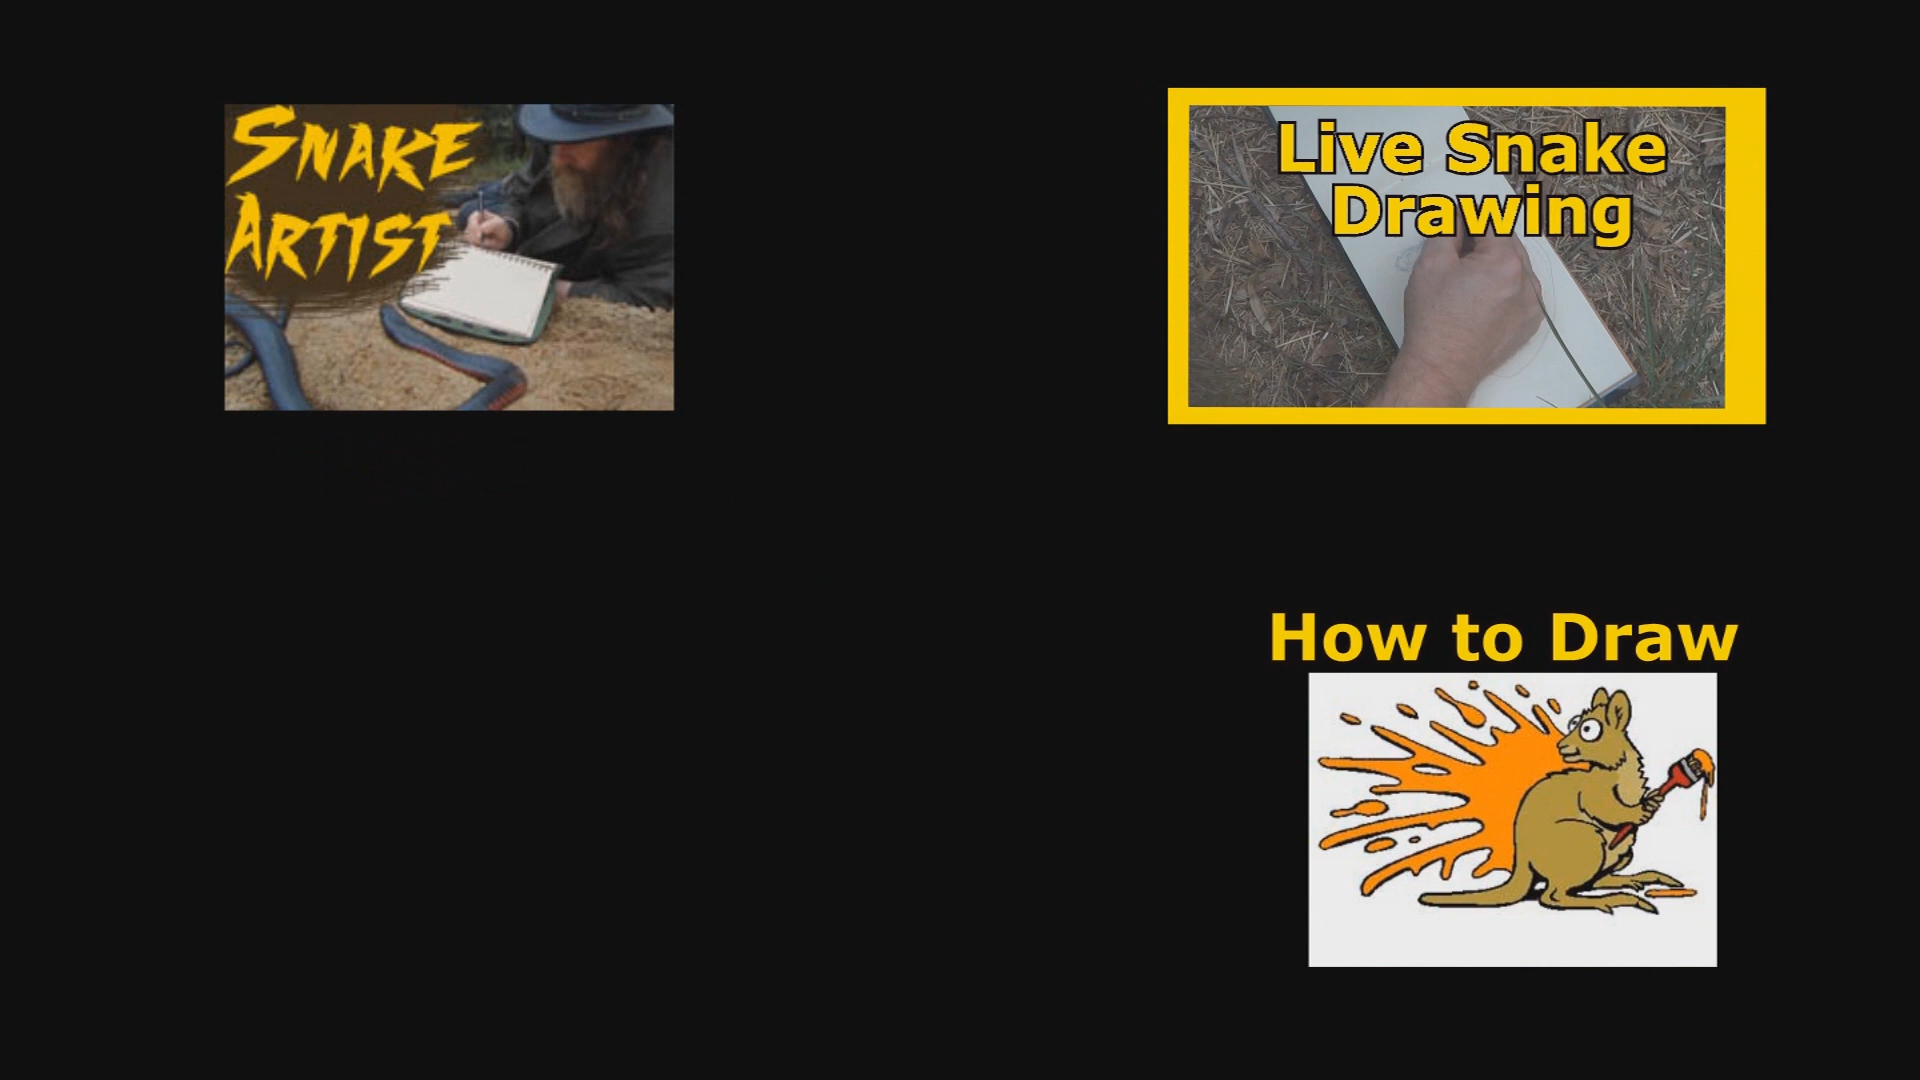 Snake
Artist
Live Snake
Drawing
How to Draw